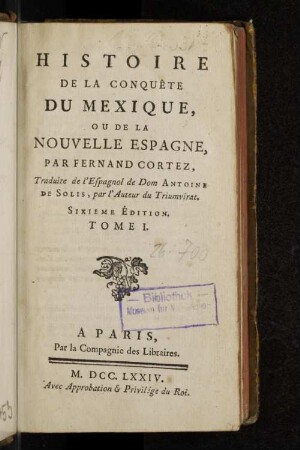 HISTOIRE
DE LA CONQUÊTE
DU MEXIQUE,
OU DE LA
NOUVELLE ESPAGNE,
PAR FERNAND CORTEZ,
Traduite de l'Espagnol de Dom ANTOINE
DE SOLIS, par l'Auteur du Triumvirat.
SIXIEME ÉDITION.
TOME I.
– Bibliothek –
A PARIS,
Par la Compagnie des Libraires.
M. DCC. LXXIV.
Avec Approbation & Privilége du Roi.